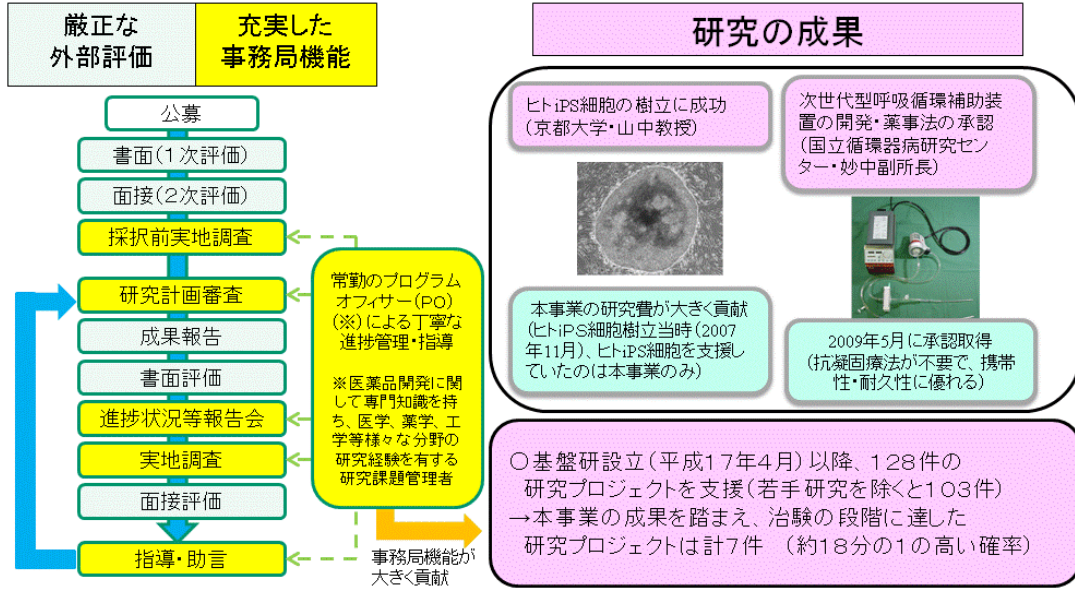 厳正な
外部評価
充実した
事務局機能
公募
書面(1次評価)
面接(2次評価)
採択前実地調査
研究計画審査
成果報告
書面評価
進捗状況等報告会
実地調査
面接評価
指導・助言
常勤のプログラム
オフィサー(PO)
(※)による丁寧な
進捗管理・指導
※医薬品開発に関
して専門知識を持
ち、医学、薬学、工
学等様々な分野の
研究経験を有する
研究課題管理者
事務局機能が
大きく貢献
研究の成果
ヒトiPS細胞の樹立に成功
(京都大学・山中教授)
本事業の研究費が大きく貢献
(ヒトiPS細胞樹立当時(2007
年11月)、ヒトiPS細胞を支援し
ていたのは本事業のみ)
次世代型呼吸循環補助装
置の開発・薬事法の承認
(国立循環器病研究セン
ター・妙中副所長)
2009年5月に承認取得
(抗凝固療法が不要で、携帯
性・耐久性に優れる)
○基盤研設立(平成17年4月)以降、128件の
研究プロジェクトを支援(若手研究を除くと103件)
→本事業の成果を踏まえ、治験の段階に達した
研究プロジェクトは計7件 (約18分の1の高い確率)